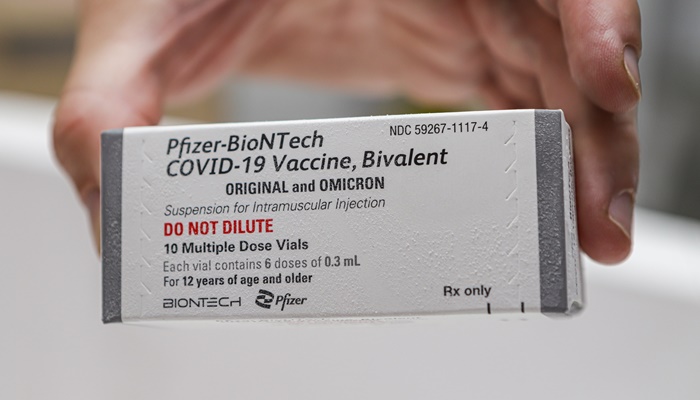 NDC 59267-1117-4
Pfizer-BioNTech
COVID-19 Vaccine, Bivalent
ORIGINAL and OMICRON
Suspension for Intramuscular Injection
DO NOT DILUTE
10 Multiple Dose Vials
Each vial contains 6 doses of 0.3 mL
For 12 years of age and older
BIONTECH Pfizer
Rx only